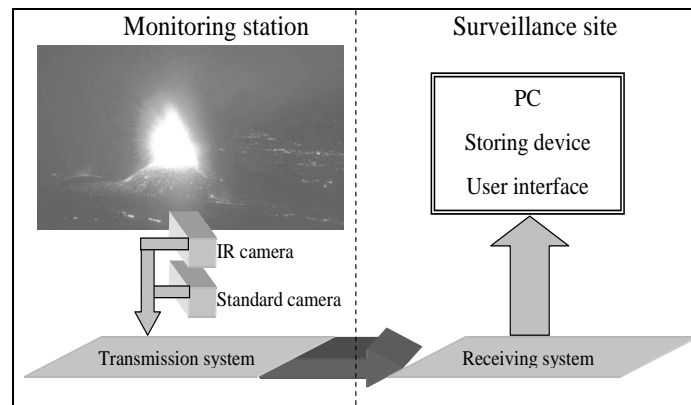 Monitoring station
IR camera
Standard camera
Transmission system
Surveillance site
PC
Storing device
User interface
Receiving system